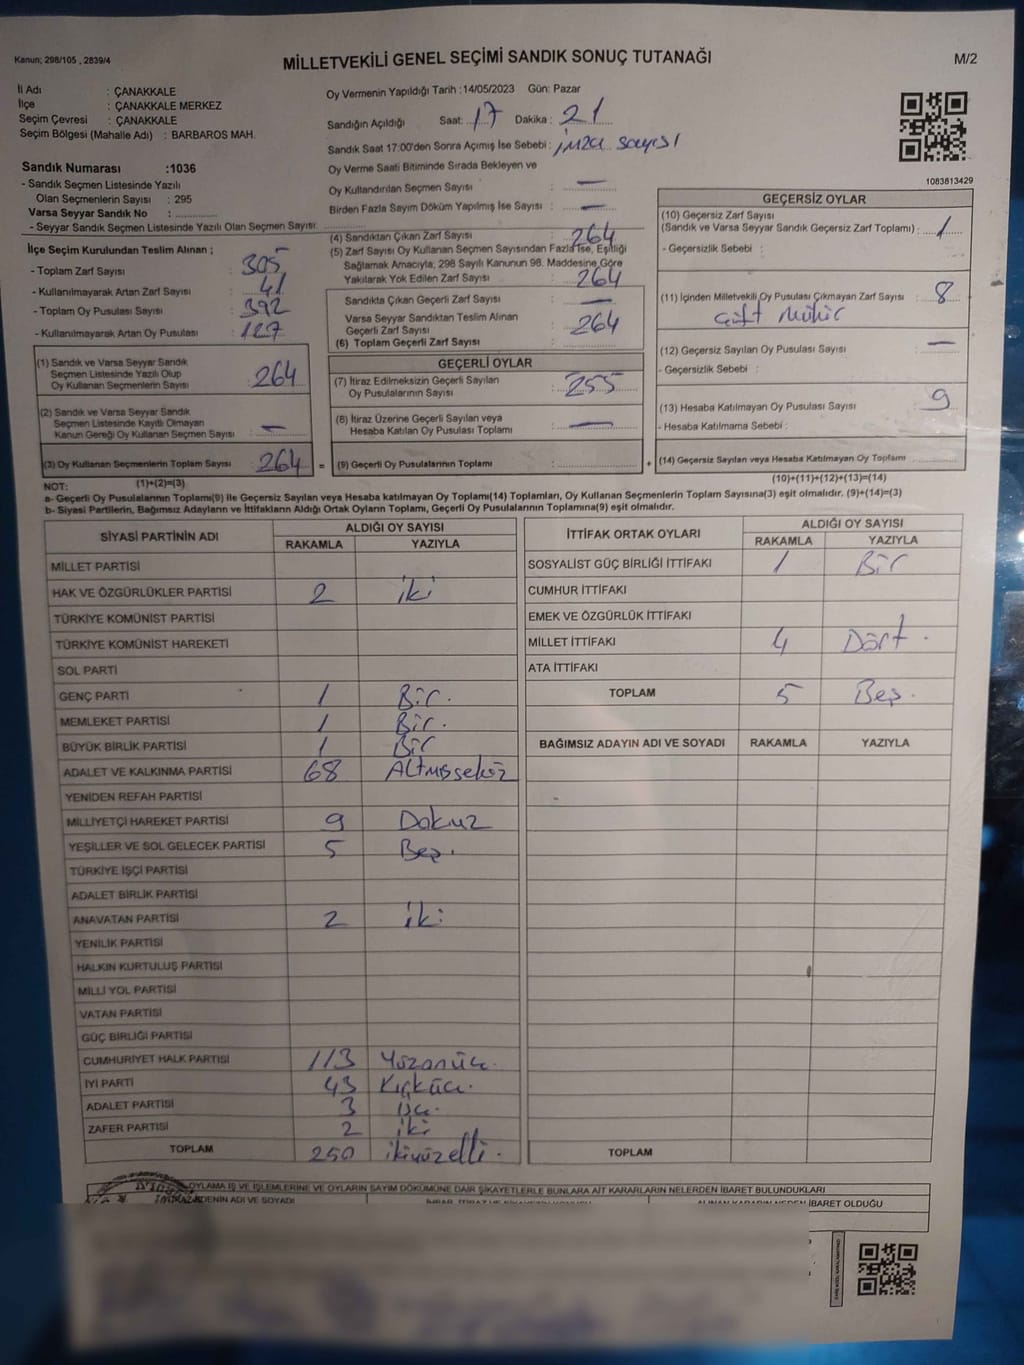 Kanun; 298/105 , 2839/4
MİLLETVEKİLİ GENEL SEÇİMİ SANDIK SONUÇ TUTANAĞI
M/2
İl Adı : ÇANAKKALE
İlçe : ÇANAKKALE MERKEZ
Seçim Çevresi : ÇANAKKALE
Seçim Bölgesi (Mahalle Adı) : BARBAROS MAH.
Sandık Numarası :1036
- Sandık Seçmen Listesinde Yazılı
Olan Seçmenlerin Sayısı : 295
Varsa Seyyar Sandık No :
- Seyyar Sandık Seçmen Listesinde Yazılı Olan Seçmen Sayısı:
Oy Vermenin Yapıldığı Tarih :14/05/2023 Gün: Pazar
Sandığın Açıldığı Saat: 17 Dakika : 21
Sandık Saat 17:00'den Sonra Açımış İse Sebebi : imza sayısı
Oy Verme Saati Bitiminde Sırada Bekleyen ve
Oy Kullandırılan Seçmen Sayısı : —
Birden Fazla Sayım Döküm Yapılmış İse Sayısı : —
1083813429
İlçe Seçim Kurulundan Teslim Alınan ;
- Toplam Zarf Sayısı : 305
- Kullanılmayarak Artan Zarf Sayısı : 41
- Toplam Oy Pusulası Sayısı : 392
- Kullanılmayarak Artan Oy Pusulası : 127
(1) Sandık ve Varsa Seyyar Sandık
Seçmen Listesinde Yazılı Olup
Oy Kullanan Seçmenlerin Sayısı : 264
(2) Sandık ve Varsa Seyyar Sandık
Seçmen Listesinde Kayıtlı Olmayan
Kanun Gereği Oy Kullanan Seçmen Sayısı : —
(3) Oy Kullanan Seçmenlerin Toplam Sayısı : 264 =
(4) Sandıktan Çıkan Zarf Sayısı : 264
(5) Zarf Sayısı Oy Kullanan Seçmen Sayısından Fazla İse, Eşitliği
Sağlamak Amacıyla; 298 Sayılı Kanunun 98. Maddesine Göre
Yakılarak Yok Edilen Zarf Sayısı : 264
Sandıkta Çıkan Geçerli Zarf Sayısı : —
Varsa Seyyar Sandıktan Teslim Alınan
Geçerli Zarf Sayısı : 264
(6) Toplam Geçerli Zarf Sayısı :
GEÇERLİ OYLAR
(7) İtiraz Edilmeksizin Geçerli Sayılan
Oy Pusulalarının Sayısı : 255
(8) İtiraz Üzerine Geçerli Sayılan veya
Hesaba Katılan Oy Pusulası Toplamı : —
(9) Geçerli Oy Pusulalarının Toplamı : +
GEÇERSİZ OYLAR
(10) Geçersiz Zarf Sayısı
(Sandık ve Varsa Seyyar Sandık Geçersiz Zarf Toplamı) : 1
- Geçersizlik Sebebi :
(11) İçinden Milletvekili Oy Pusulası Çıkmayan Zarf Sayısı : 8
Çift Mühür
(12) Geçersiz Sayılan Oy Pusulası Sayısı : —
- Geçersizlik Sebebi :
(13) Hesaba Katılmayan Oy Pusulası Sayısı : 9
- Hesaba Katılmama Sebebi :
(14) Geçersiz Sayılan veya Hesaba Katılmayan Oy Toplamı :
NOT: (1)+(2)=(3) (10)+(11)+(12)+(13)=(14)
a- Geçerli Oy Pusulalarının Toplamı(9) ile Geçersiz Sayılan veya Hesaba katılmayan Oy Toplamı(14) Toplamları, Oy Kullanan Seçmenlerin Toplam Sayısına(3) eşit olmalıdır. (9)+(14)=(3)
b- Siyasi Partilerin, Bağımsız Adayların ve İttifakların Aldığı Ortak Oyların Toplamı, Geçerli Oy Pusulalarının Toplamına(9) eşit olmalıdır.
SİYASİ PARTİNİN ADI ALDIĞI OY SAYISI
RAKAMLA YAZIYLA
MİLLET PARTİSİ
HAK VE ÖZGÜRLÜKLER PARTİSİ 2 iki
TÜRKİYE KOMÜNİST PARTİSİ
TÜRKİYE KOMÜNİST HAREKETİ
SOL PARTİ
GENÇ PARTİ 1 Bir.
MEMLEKET PARTİSİ 1 Bir.
BÜYÜK BİRLİK PARTİSİ 1 Bir
ADALET VE KALKINMA PARTİSİ 68 Altmışsekiz
YENİDEN REFAH PARTİSİ
MİLLİYETÇİ HAREKET PARTİSİ 9 Dokuz
YEŞİLLER VE SOL GELECEK PARTİSİ 5 Beş.
TÜRKİYE İŞÇİ PARTİSİ
ADALET BİRLİK PARTİSİ
ANAVATAN PARTİSİ 2 iki
YENİLİK PARTİSİ
HALKIN KURTULUŞ PARTİSİ
MİLLİ YOL PARTİSİ
VATAN PARTİSİ
GÜÇ BİRLİĞİ PARTİSİ
CUMHURİYET HALK PARTİSİ 113 Yüzonüç.
İYİ PARTİ 43 Kırküç.
ADALET PARTİSİ 3 üç.
ZAFER PARTİSİ 2 iki
TOPLAM 250 ikiyüzelli.
İTTİFAK ORTAK OYLARI ALDIĞI OY SAYISI
RAKAMLA YAZIYLA
SOSYALİST GÜÇ BİRLİĞİ İTTİFAKI 1 Bir
CUMHUR İTTİFAKI
EMEK VE ÖZGÜRLÜK İTTİFAKI
MİLLET İTTİFAKI 4 Dört.
ATA İTTİFAKI
TOPLAM 5 Beş.
BAĞIMSIZ ADAYIN ADI VE SOYADI RAKAMLA YAZIYLA
TOPLAM
OYLAMA İŞ VE İŞLEMLERİNE VE OYLARIN SAYIM DÖKÜMÜNE DAİR ŞİKAYETLERLE BUNLARA AİT KARARLARIN NELERDEN İBARET BULUNDUKLARI
ADI VE SOYADI
ALINAN KARARIN NEDEN İBARET OLDUĞU